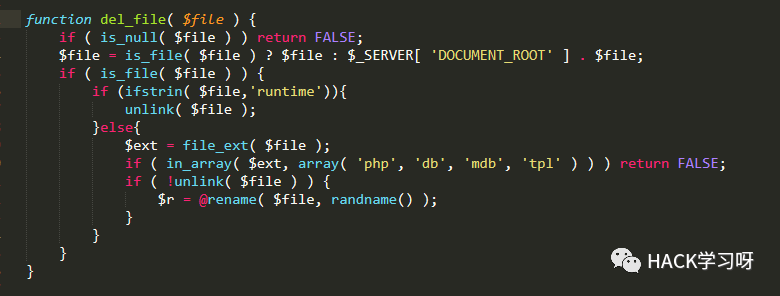 function del_file( $file ) {
    if ( is_null( $file ) ) return FALSE;
    $file = is_file( $file ) ? $file : $_SERVER[ 'DOCUMENT_ROOT' ] . $file;
    if ( is_file( $file ) ) {
        if (ifstrin( $file,'runtime')){
            unlink( $file );
        }else{
            $ext = file_ext( $file );
            if ( in_array( $ext, array( 'php', 'db', 'mdb', 'tpl' ) ) ) return FALSE;
            if ( !unlink( $file ) ) {
                $r = @rename( $file, randname() );
            }
        }
    }
}
HACK学习呀